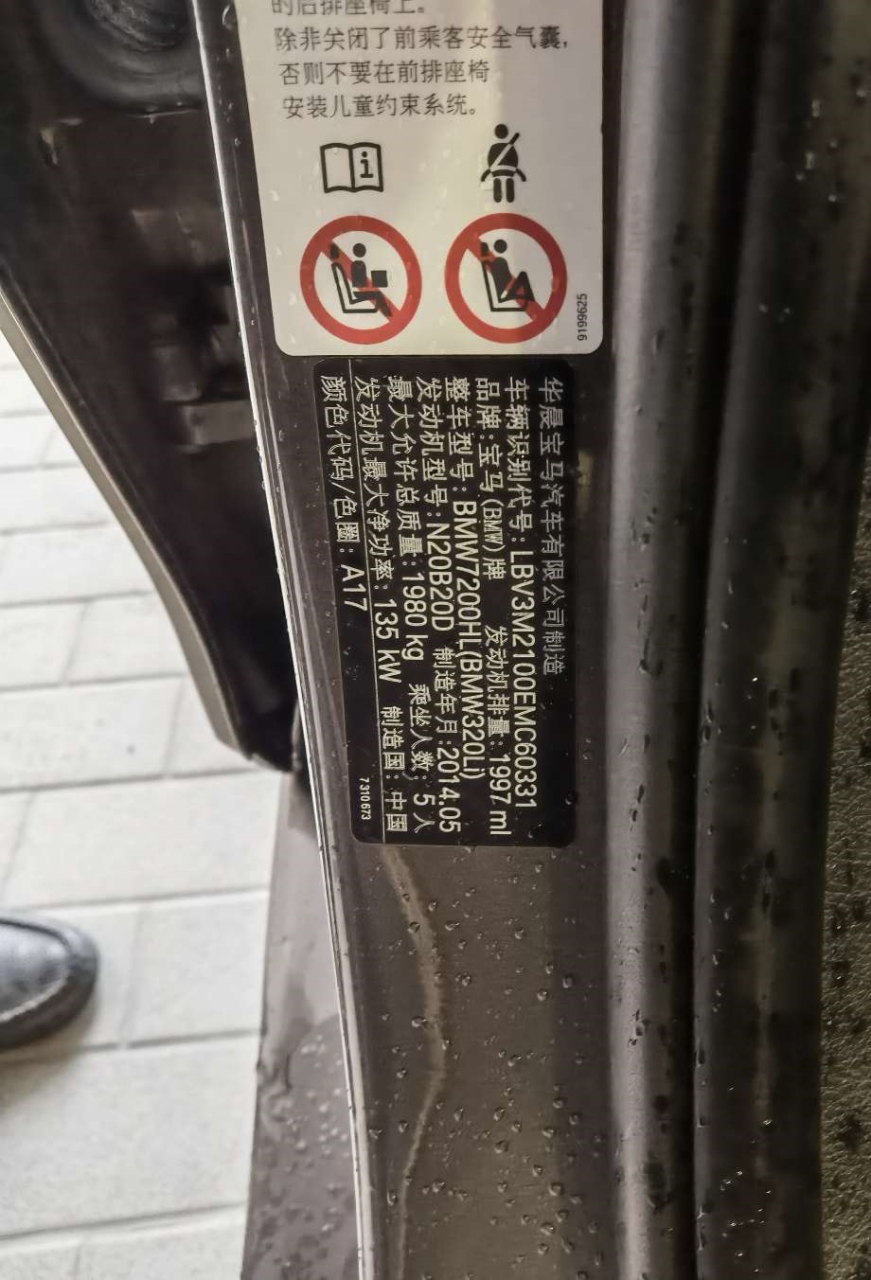 的后排座椅上。
除非关闭了前乘客安全气囊,
否则不要在前排座椅
安装儿童约束系统。
9199625
华晨宝马汽车有限公司制造
车辆识别代号: LBV3M2100EMC60331
品牌: 宝马(BMW)牌 发动机排量: 1997 ml
整车型号: BMW7200HL(BMW320Li)
发动机型号: N20B20D 制造年月: 2014.05
最大允许总质量: 1980 kg 乘坐人数: 5人
发动机最大净功率: 135 kW 制造国: 中国
颜色代码/色圈: A17
7310673